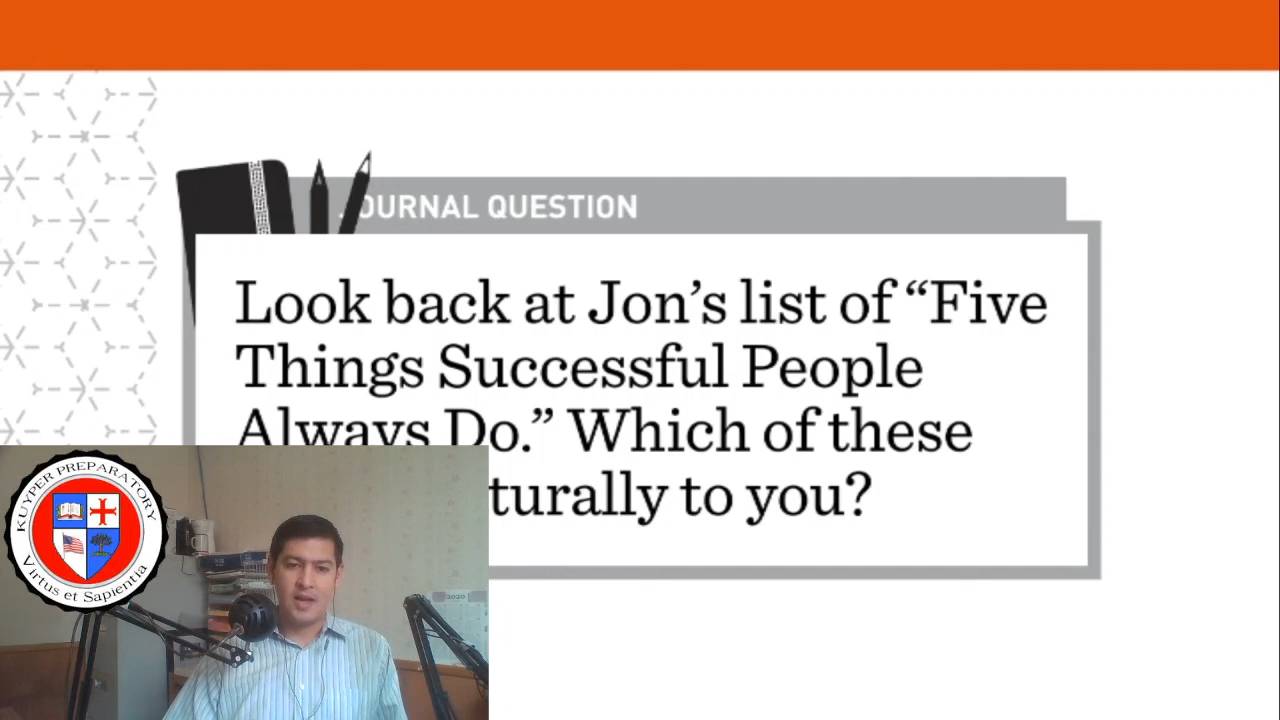 JOURNAL QUESTION
Look back at Jon’s list of “Five
Things Successful People
Always Do.” Which of these
turally to you?
KUYPER PREPARATORY
Virtus et Sapientia
2020